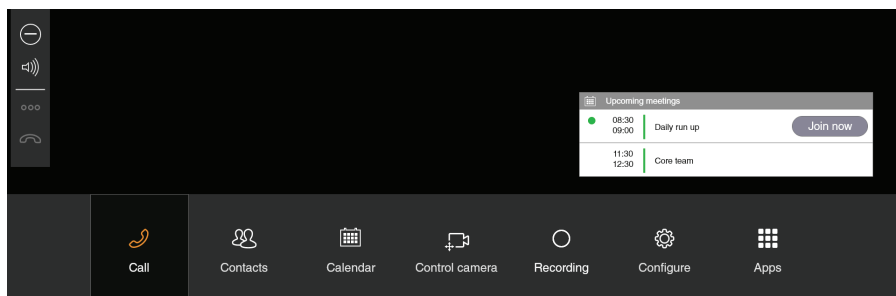 Upcoming meetings
08:30
09:00
Daily run up
Join now
11:30
12:30
Core team
Call
Contacts
Calendar
Control camera
Recording
Configure
Apps